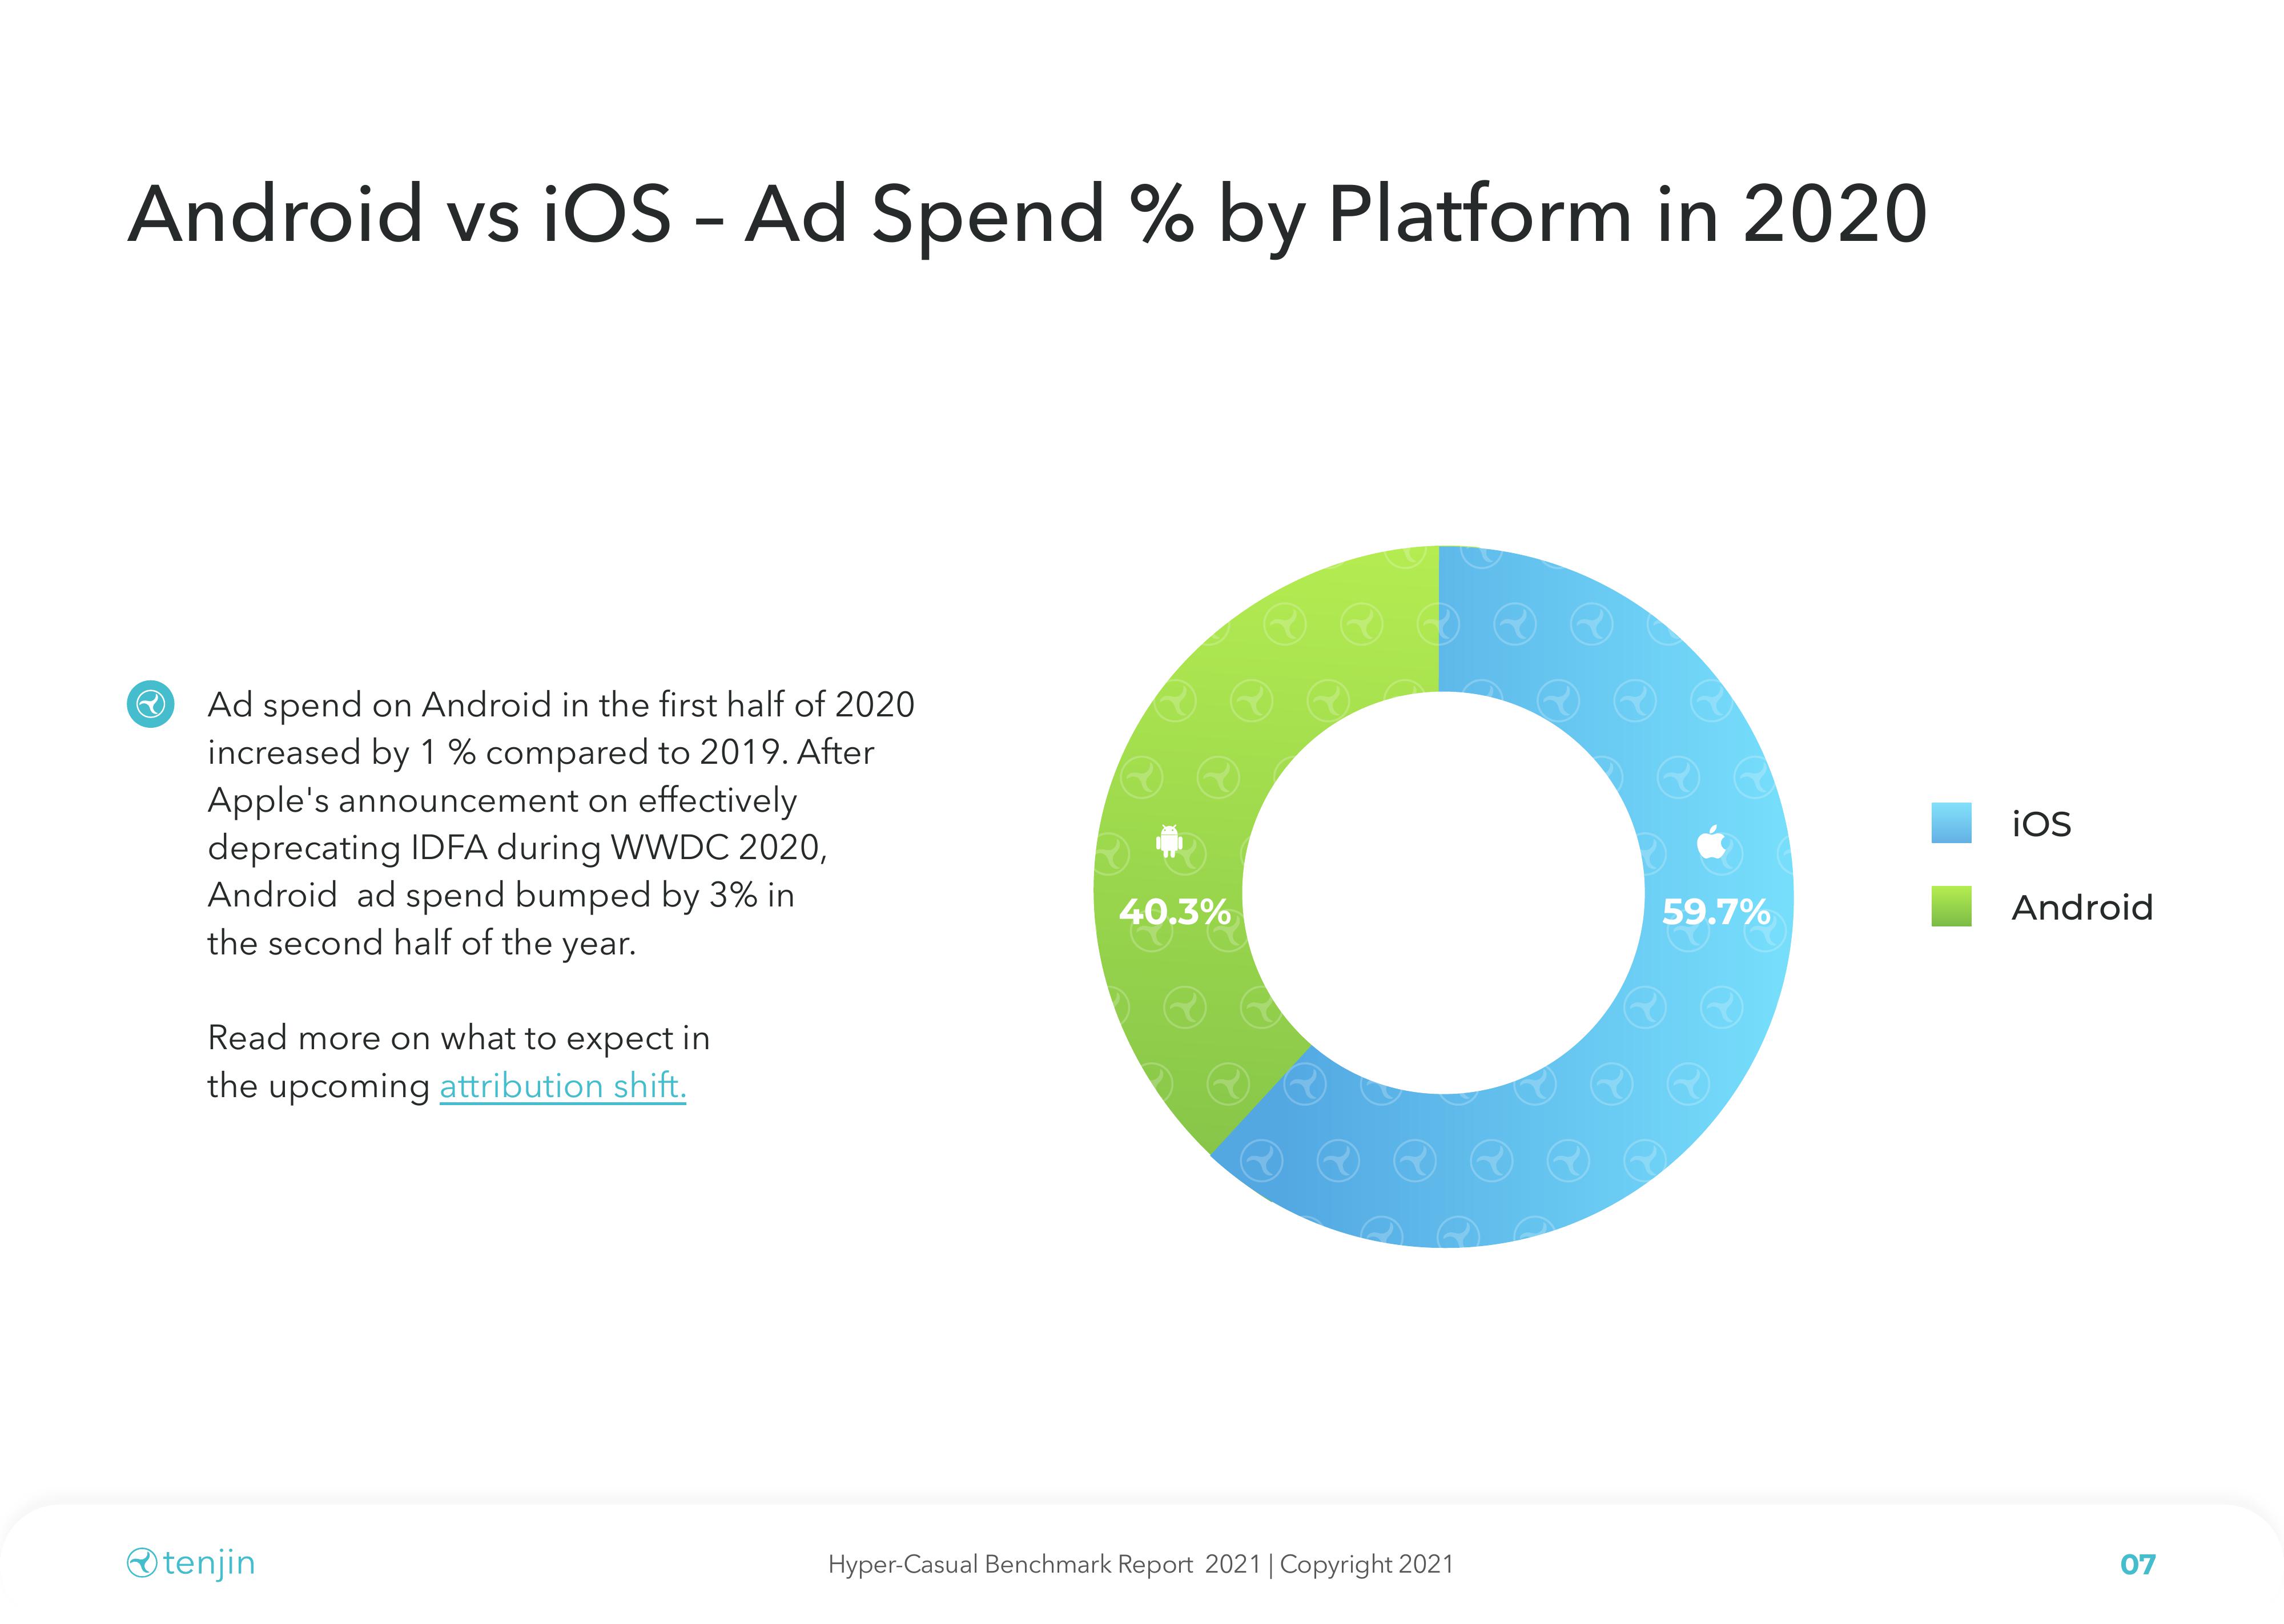 Android vs iOS – Ad Spend % by Platform in 2020
Ad spend on Android in the first half of 2020
increased by 1 % compared to 2019. After
Apple's announcement on effectively
deprecating IDFA during WWDC 2020,
Android  ad spend bumped by 3% in
the second half of the year.
Read more on what to expect in
the upcoming attribution shift.
40.3%
59.7%
iOS
Android
tenjin
Hyper-Casual Benchmark Report  2021 | Copyright 2021
07